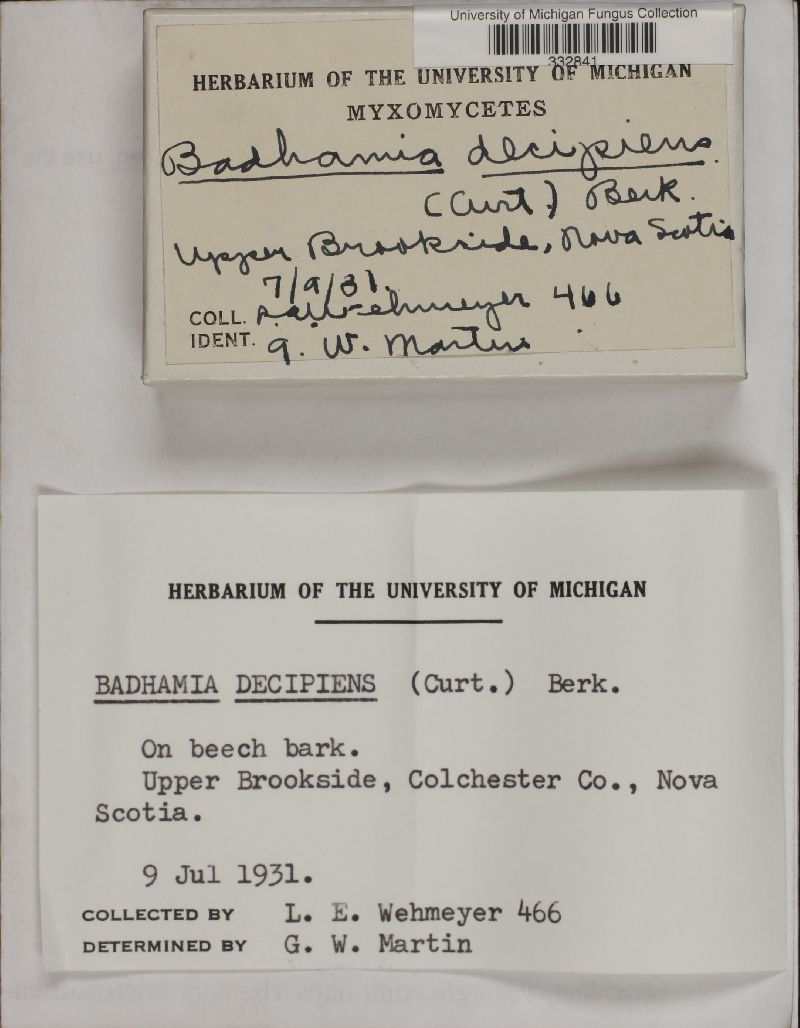 University of Michigan Fungus Collection
332841
HERBARIUM OF THE UNIVERSITY OF MICHIGAN
MYXOMYCETES
Badhamia decipiens
(Curt.) Berk.
Upper Brookside, Nova Scotia
7/9/31.
COLL. Wehmeyer 466
IDENT. G. W. Martin
HERBARIUM OF THE UNIVERSITY OF MICHIGAN
BADHAMIA DECIPIENS (Curt.) Berk.
On beech bark.
Upper Brookside, Colchester Co., Nova
Scotia.
9 Jul 1931.
COLLECTED BY L. E. Wehmeyer 466
DETERMINED BY G. W. Martin